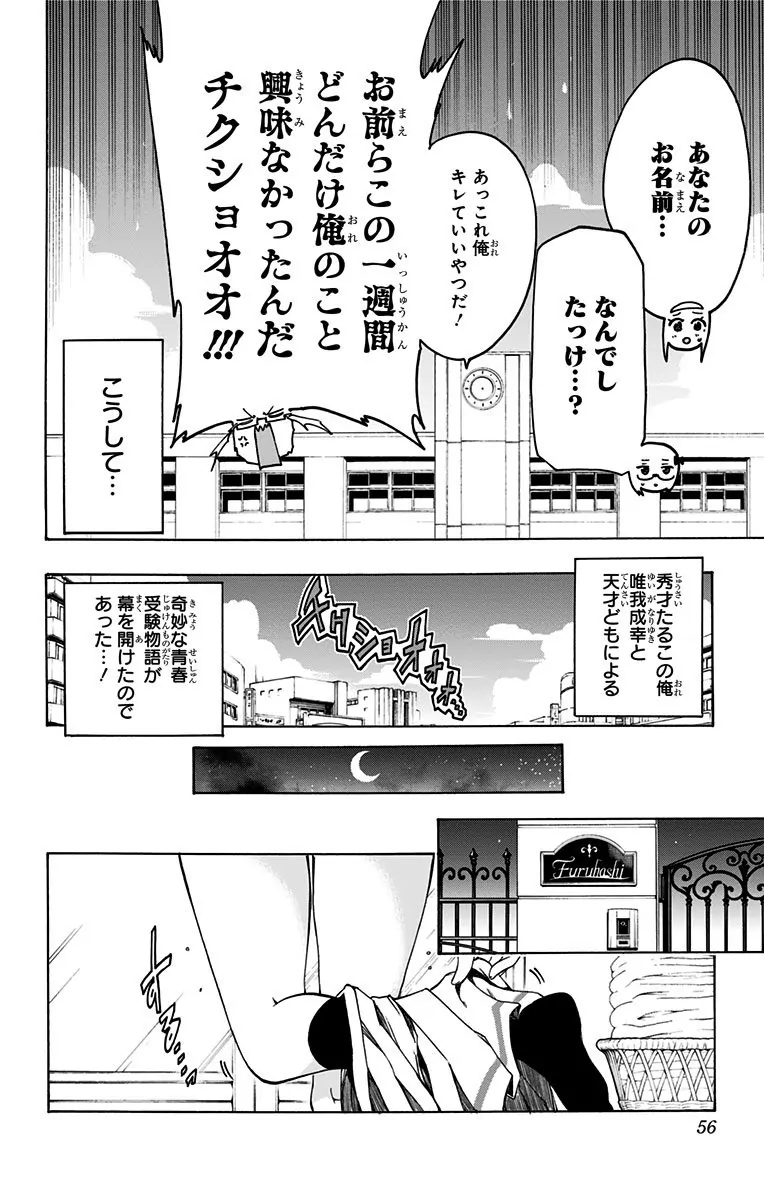 あなたの
お名前…
なんでし
たっけ…?
あっこれ俺
キレていいやつだ!
お前らこの一週間
どんだけ俺のこと
興味なかったんだ
チクショオオ!!!
こうして…
秀才たるこの俺
唯我成幸と
天才どもによる
チクショオオオ…
奇妙な青春
受験物語が
幕を開けたので
あった…!
Furuhashi
する…
56